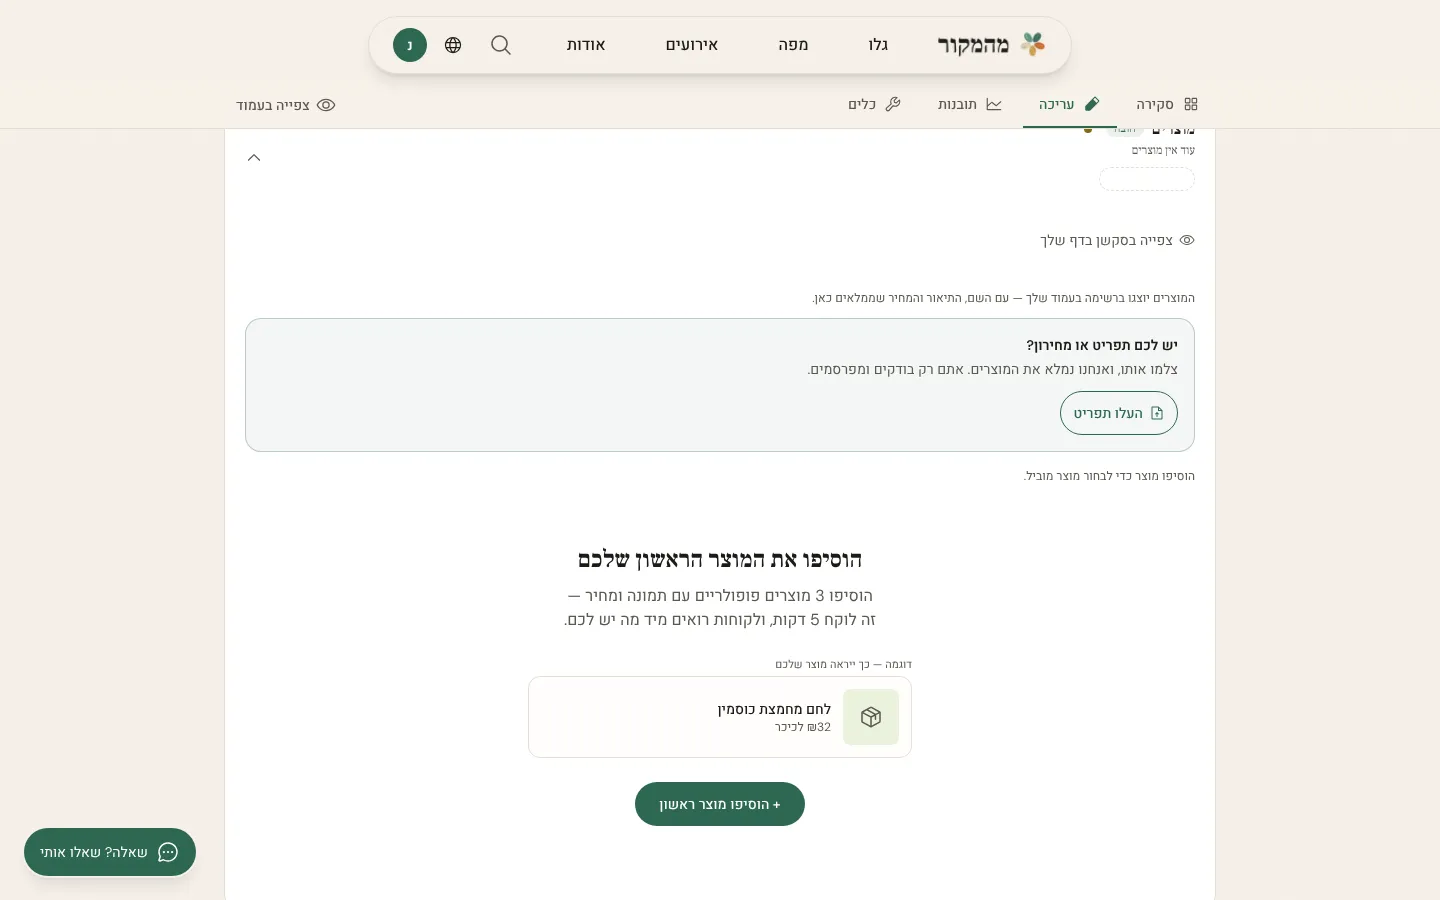 מהמקור
גלו
מפה
אירועים
אודות
נ
סקירה
עריכה
תובנות
כלים
צפייה בעמוד
מוצרים
חובה
עוד אין מוצרים
צפייה בסקשן בדף שלך
המוצרים יוצגו ברשימה בעמוד שלך — עם השם, התיאור והמחיר שממלאים כאן.
יש לכם תפריט או מחירון?
צלמו אותו, ואנחנו נמלא את המוצרים. אתם רק בודקים ומפרסמים.
העלו תפריט
הוסיפו מוצר כדי לבחור מוצר מוביל.
הוסיפו את המוצר הראשון שלכם
הוסיפו 3 מוצרים פופולריים עם תמונה ומחיר —
זה לוקח 5 דקות, ולקוחות רואים מיד מה יש לכם.
דוגמה — כך ייראה מוצר שלכם
לחם מחמצת כוסמין
₪32 לכיכר
+ הוסיפו מוצר ראשון
שאלה? שאלו אותי